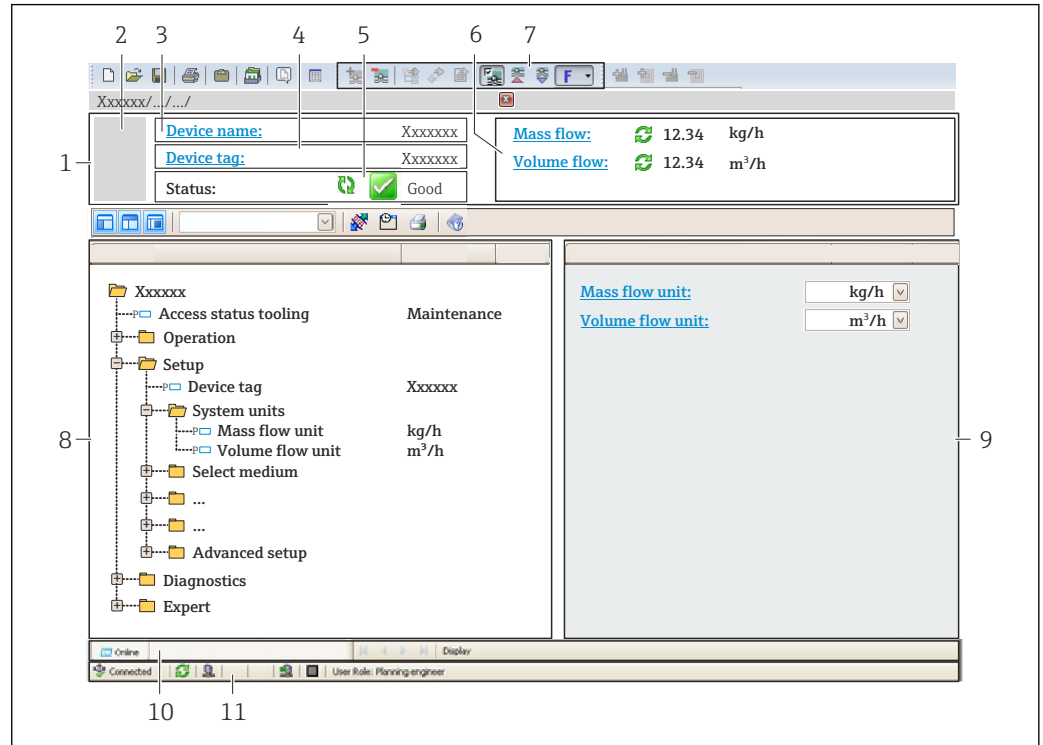 2 3 4 5 6 7
F
Xxxxxx/.../.../
1
Device name: Xxxxxxx
Device tag: Xxxxxxx
Status: Good
Mass flow: 12.34 kg/h
Volume flow: 12.34 m³/h
Xxxxxx
P Access status tooling Maintenance
Operation
Setup
P Device tag Xxxxxx
System units
P Mass flow unit kg/h
P Volume flow unit m³/h
Select medium
...
...
Advanced setup
Diagnostics
Expert
8
Mass flow unit: kg/h
Volume flow unit: m³/h
9
Online Display
Connected User Role: Planning engineer
10 11